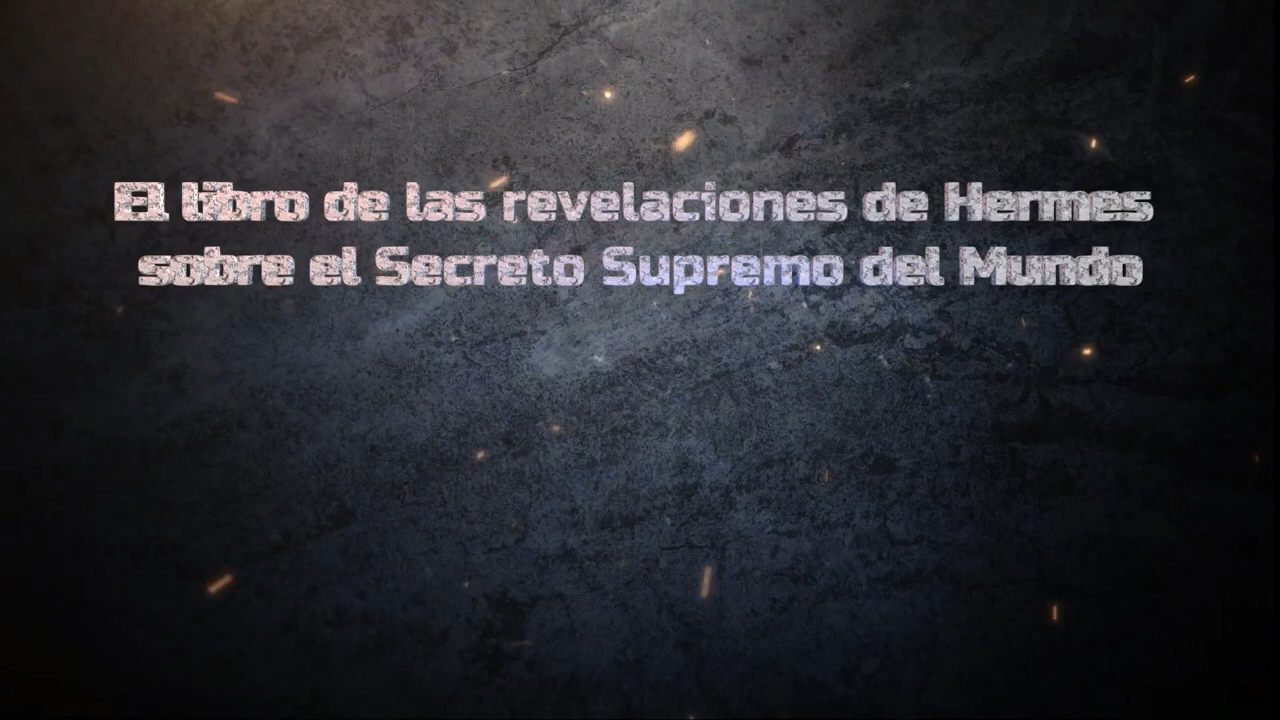 El libro de las revelaciones de Hermes
sobre el Secreto Supremo del Mundo